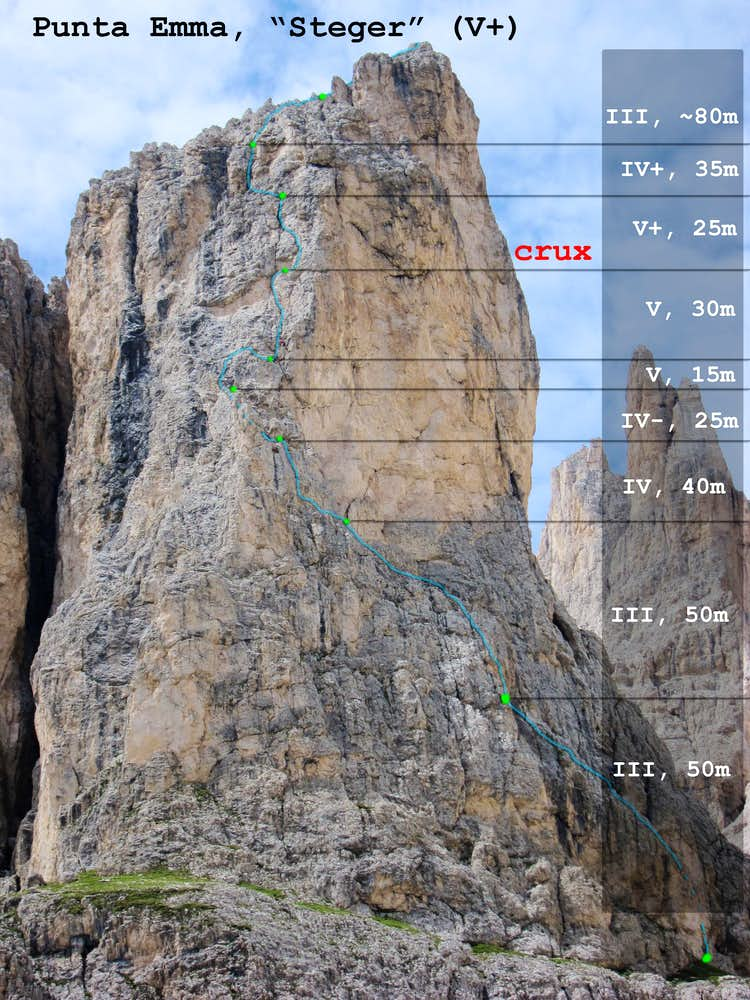 Punta Emma, “Steger” (V+)
III, ~80m
IV+, 35m
V+, 25m
crux
V, 30m
V, 15m
IV-, 25m
IV, 40m
III, 50m
III, 50m